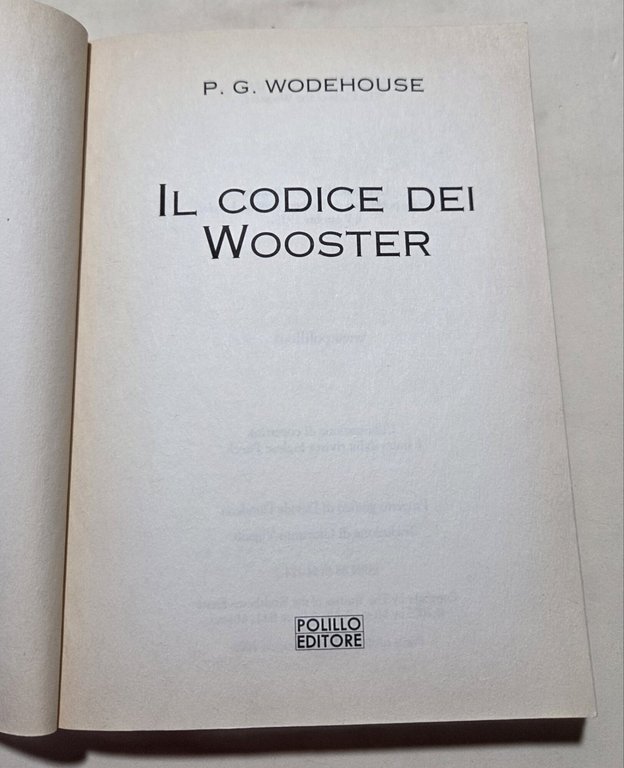 P. G. WODEHOUSE
IL CODICE DEI
WOOSTER
POLILLO
EDITORE